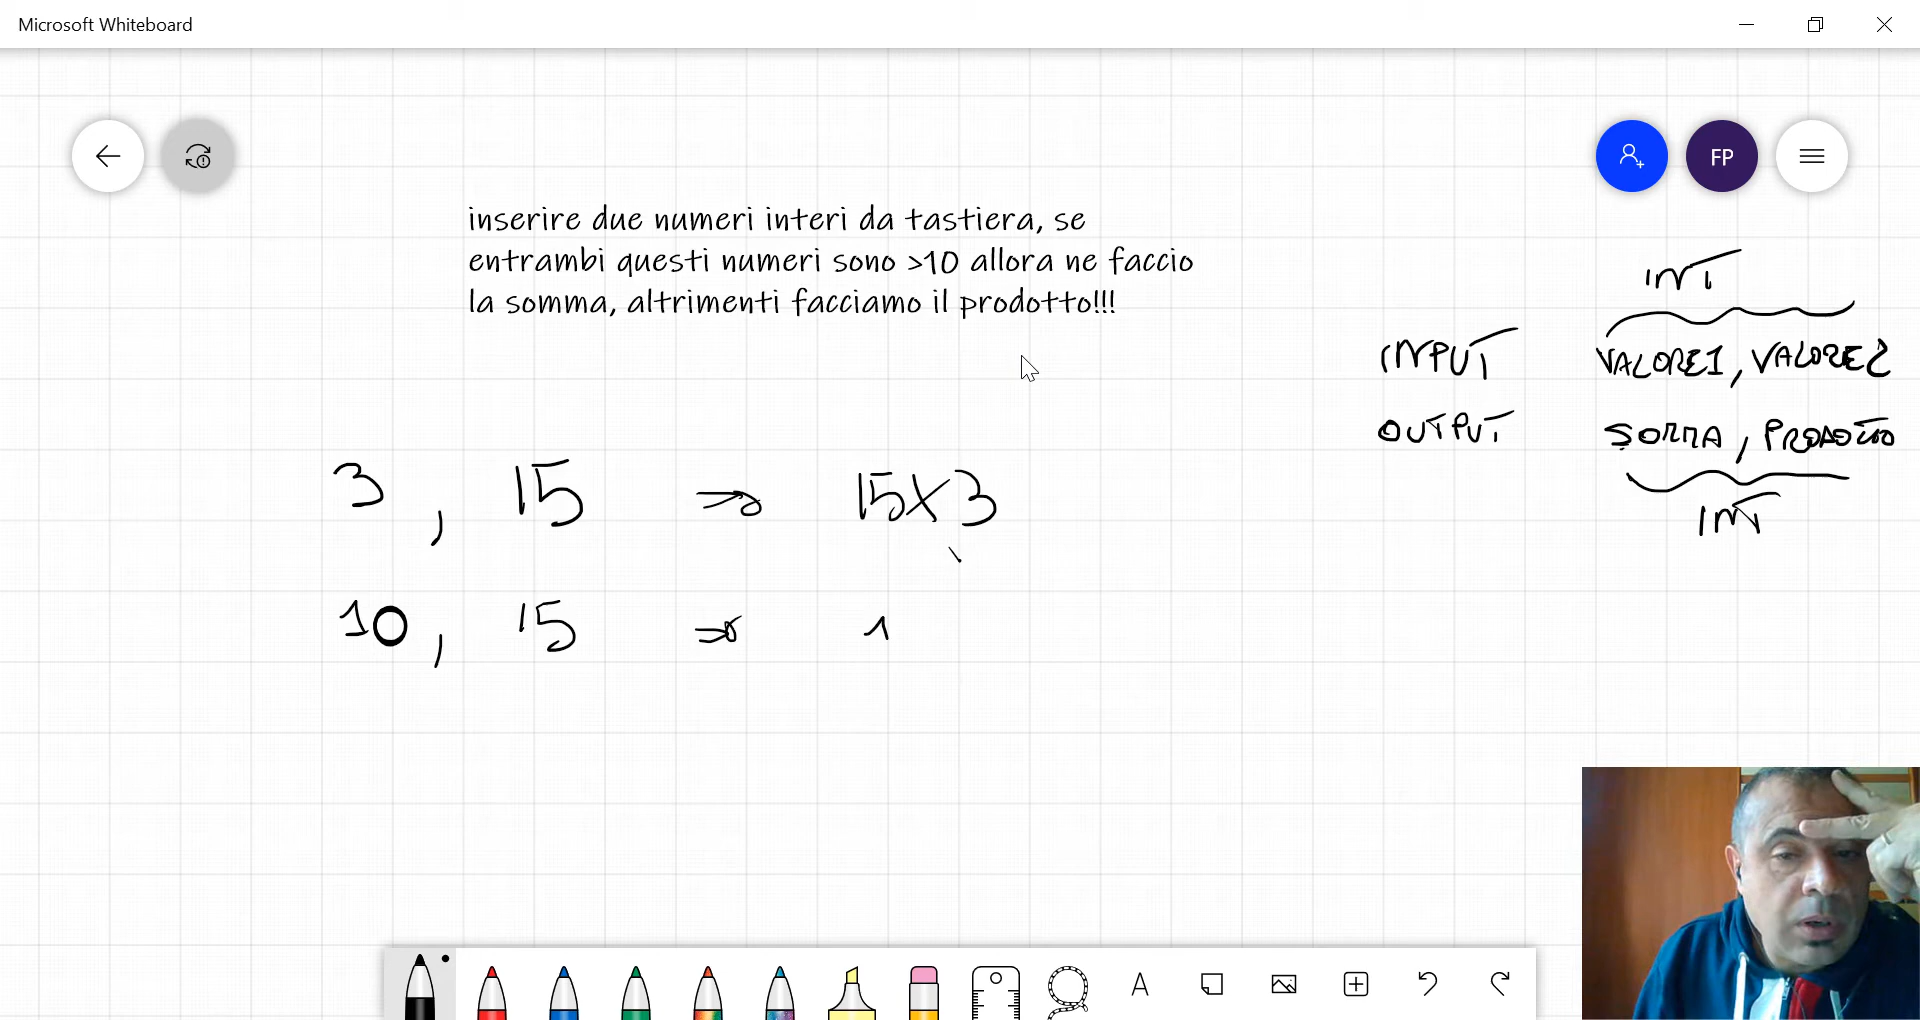 Microsoft Whiteboard
FP
inserire due numeri interi da tastiera, se
entrambi questi numeri sono >10 allora ne faccio
la somma, altrimenti facciamo il prodotto!!!
INT
INPUT VALORE1, VALORE2
OUTPUT SOMMA, PRODOTTO
INT
3, 15 ⇒ 15X3
10, 15 ⇒ 1
A